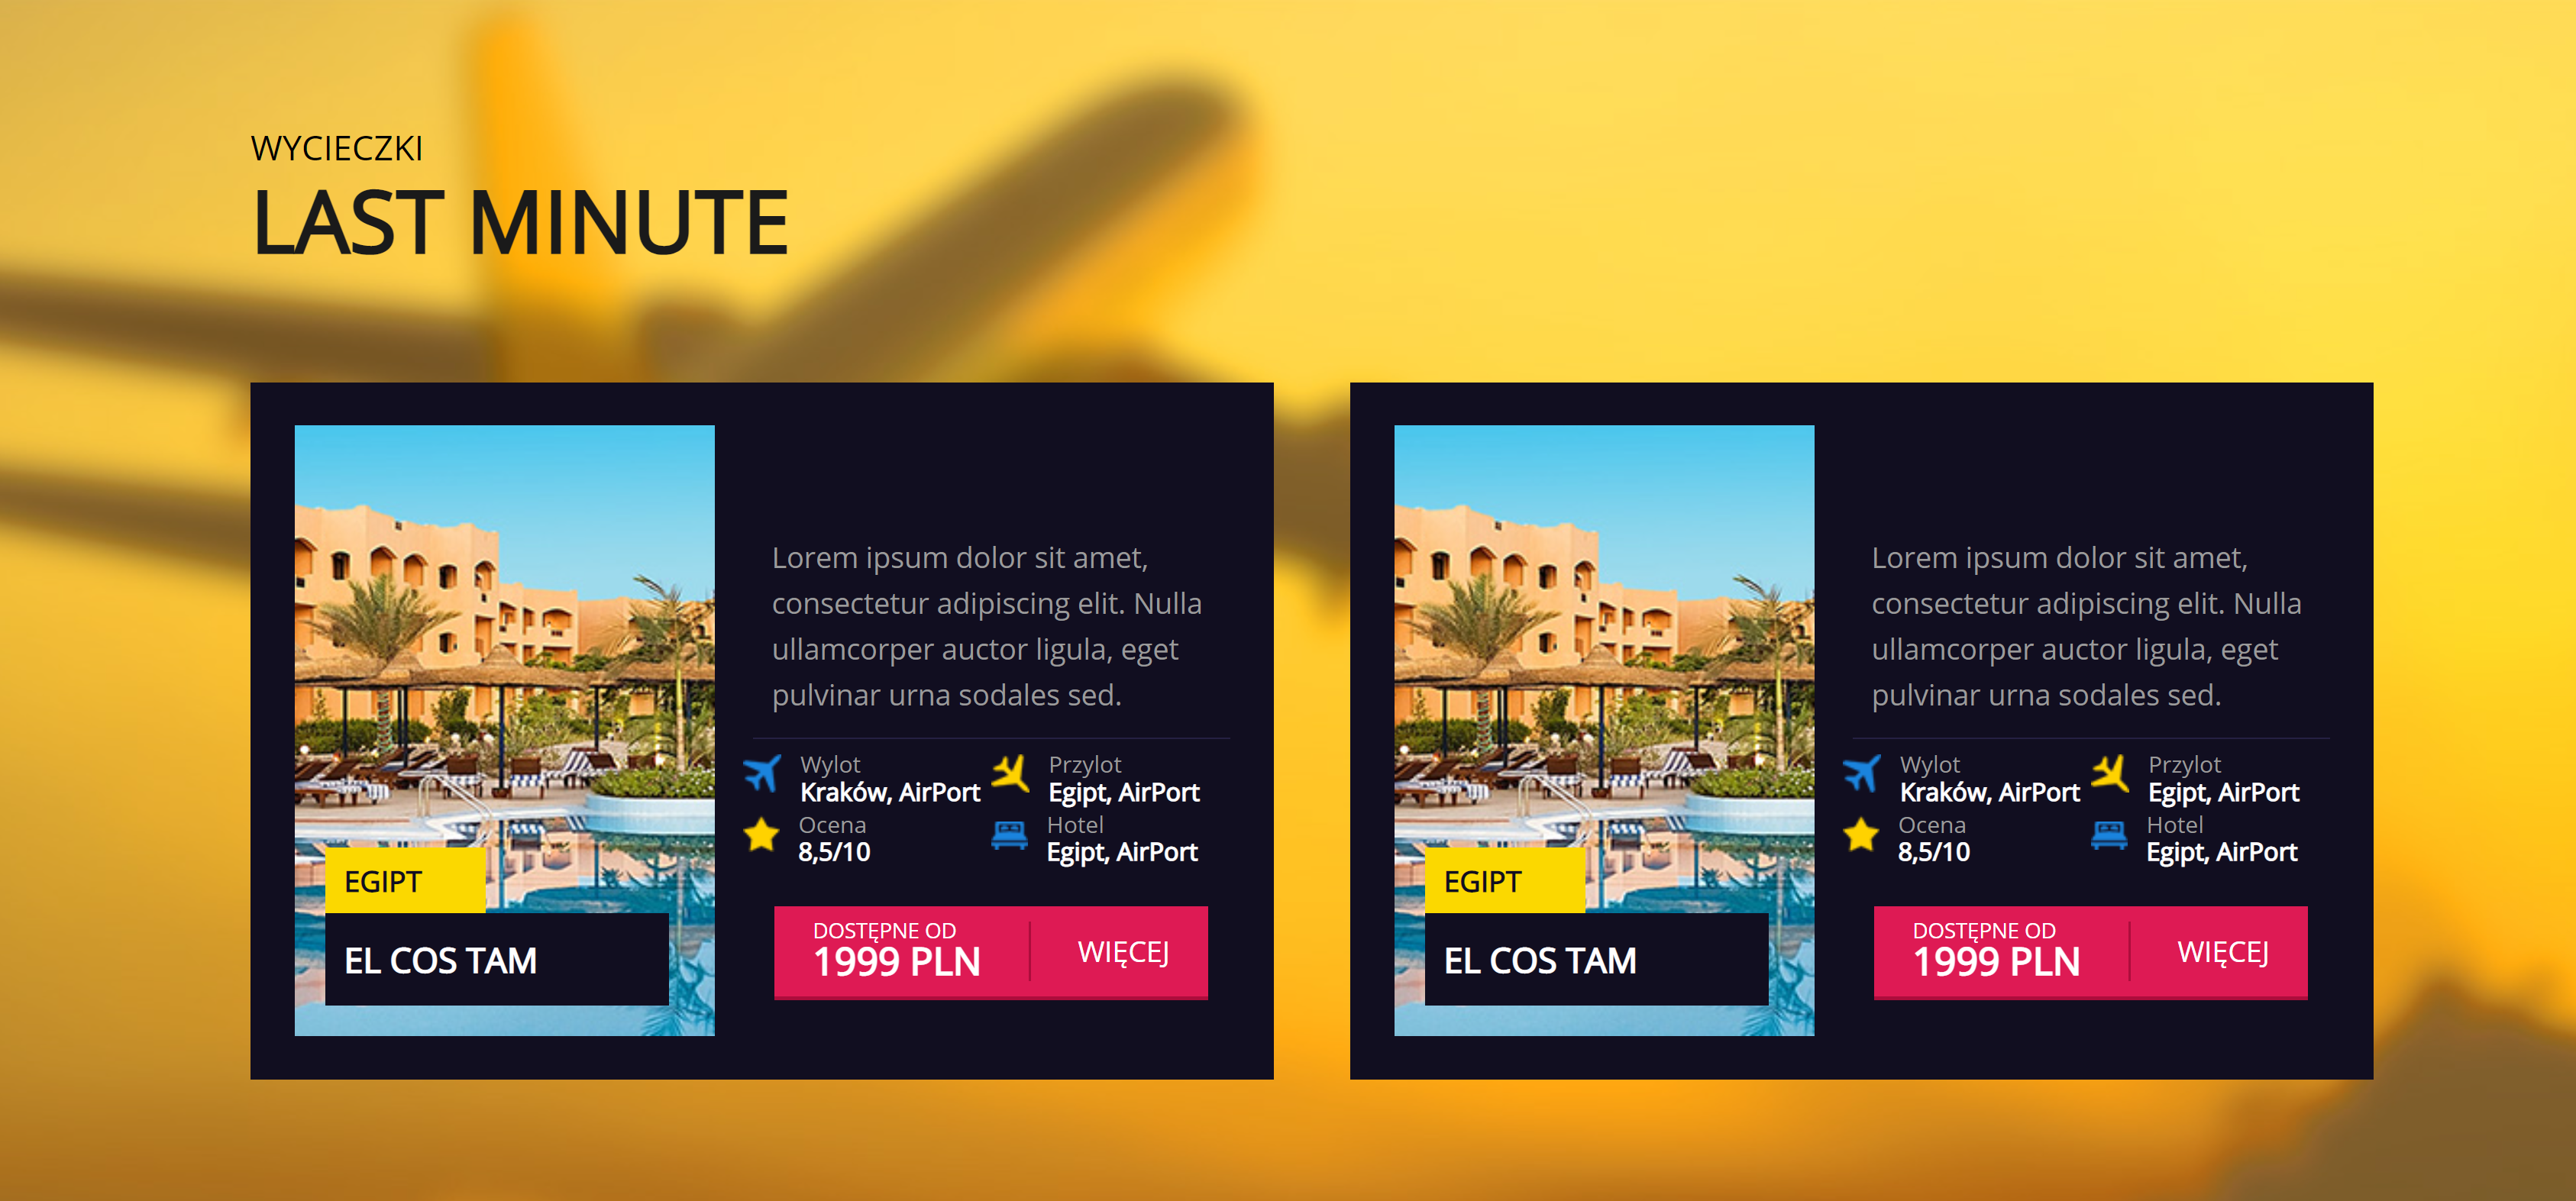 WYCIECZKI
LAST MINUTE
Lorem ipsum dolor sit amet,
consectetur adipiscing elit. Nulla
ullamcorper auctor ligula, eget
pulvinar urna sodales sed.
Wylot
Kraków, AirPort
Przylot
Egipt, AirPort
Ocena
8,5/10
Hotel
Egipt, AirPort
EGIPT
EL COS TAM
DOSTĘPNE OD
1999 PLN
WIĘCEJ
Lorem ipsum dolor sit amet,
consectetur adipiscing elit. Nulla
ullamcorper auctor ligula, eget
pulvinar urna sodales sed.
Wylot
Kraków, AirPort
Przylot
Egipt, AirPort
Ocena
8,5/10
Hotel
Egipt, AirPort
EGIPT
EL COS TAM
DOSTĘPNE OD
1999 PLN
WIĘCEJ